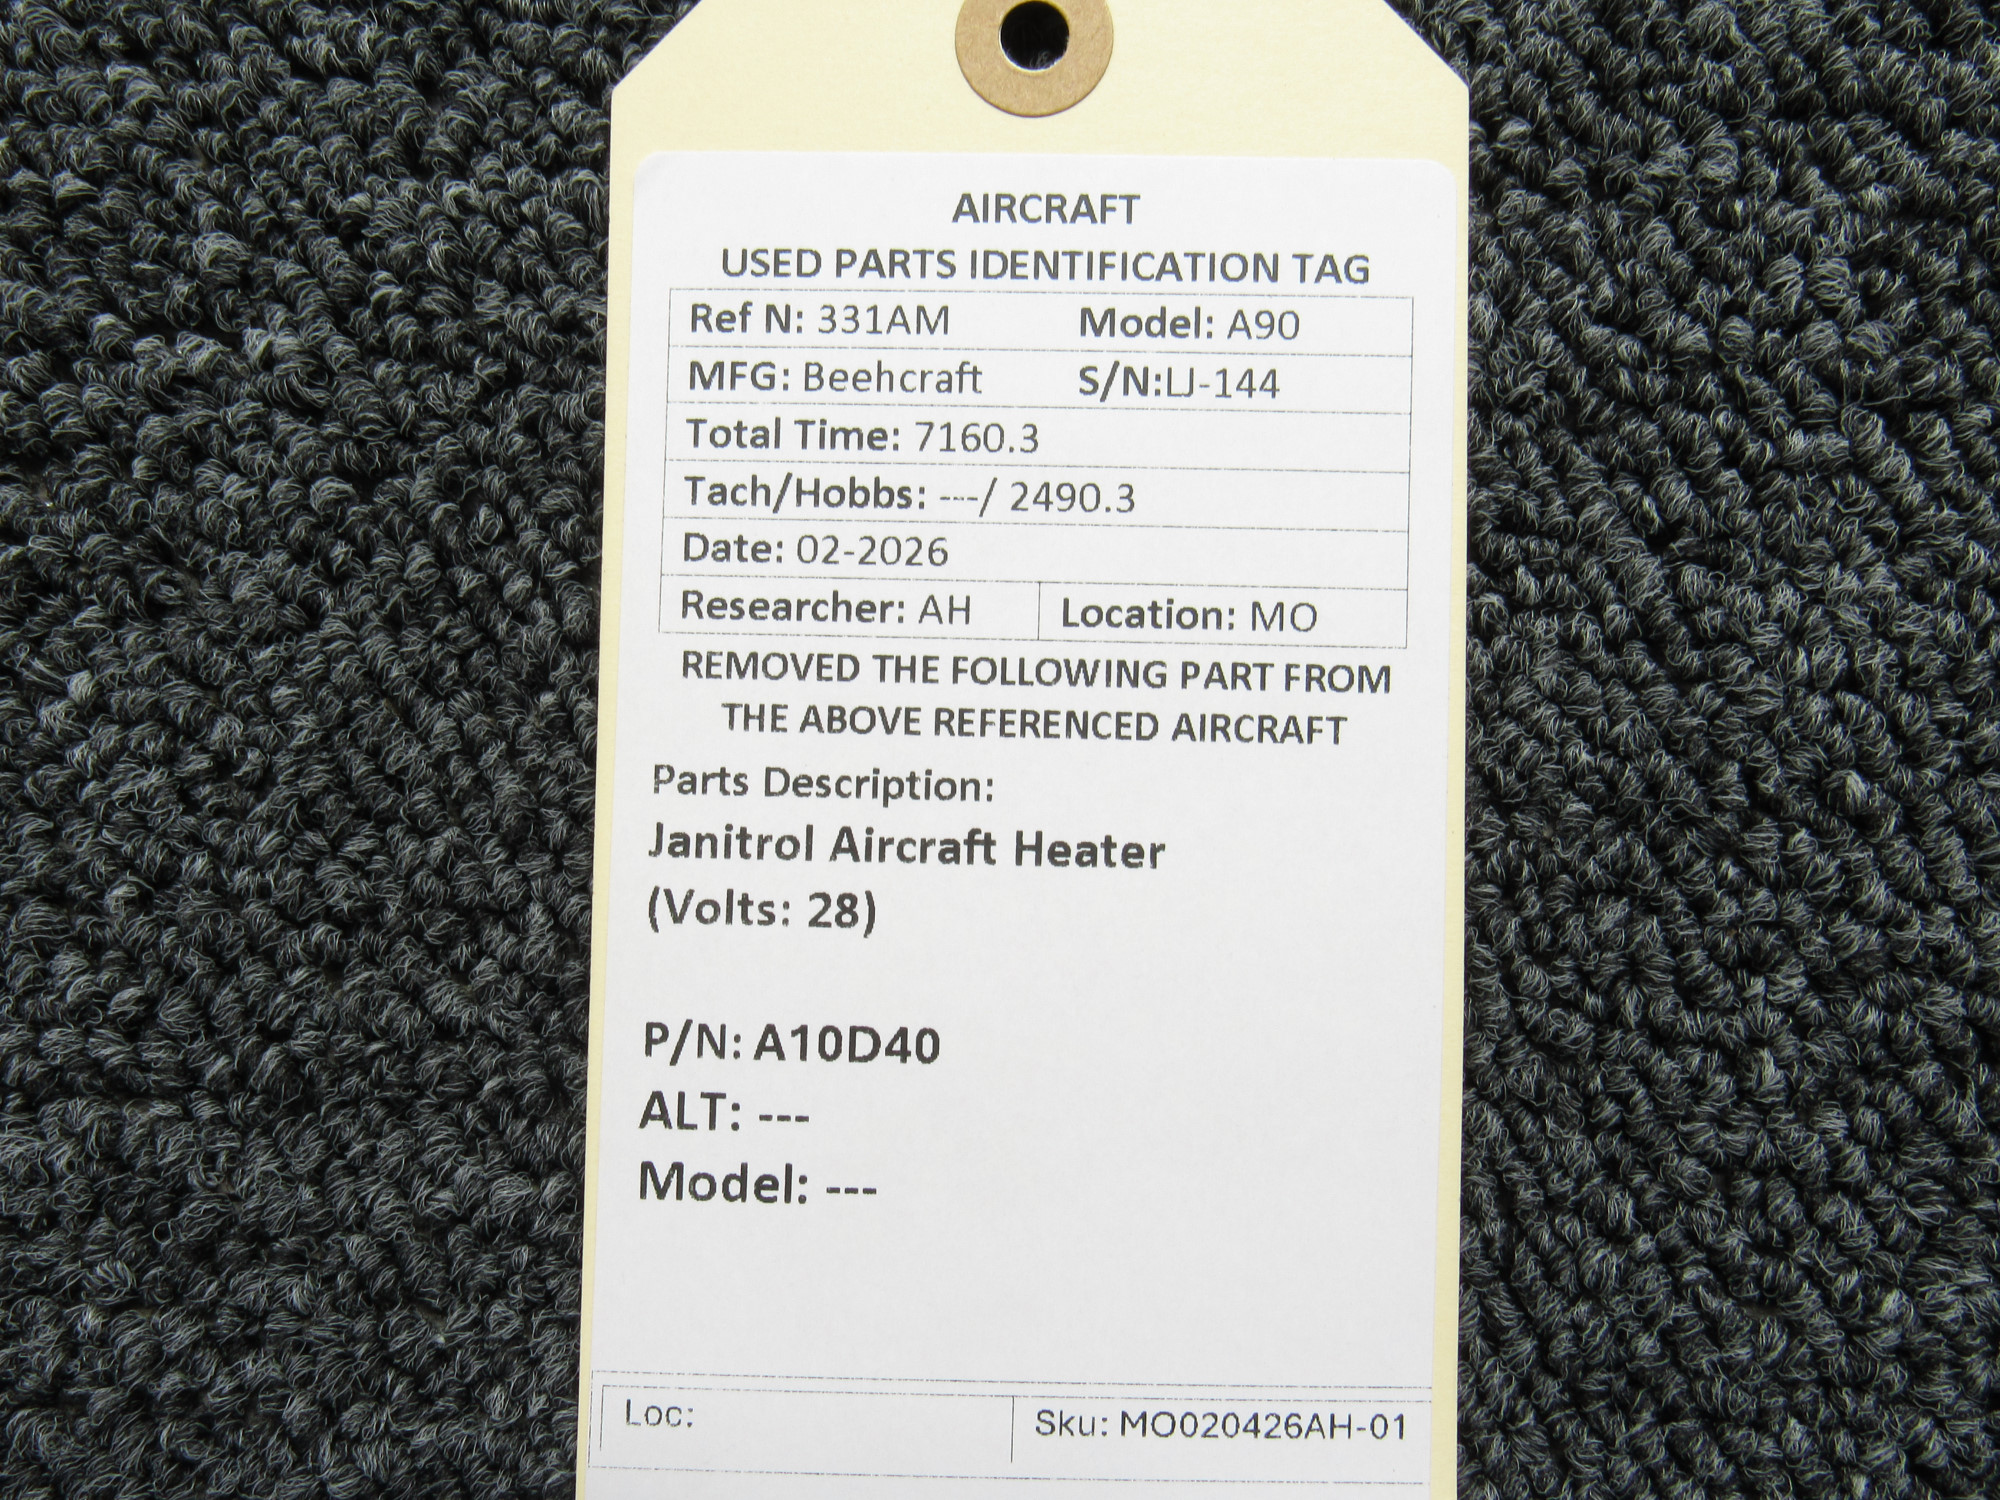 AIRCRAFT
USED PARTS IDENTIFICATION TAG
Ref N: 331AM Model: A90
MFG: Beehcraft S/N:LJ-144
Total Time: 7160.3
Tach/Hobbs: ---/ 2490.3
Date: 02-2026
Researcher: AH Location: MO
REMOVED THE FOLLOWING PART FROM
THE ABOVE REFERENCED AIRCRAFT
Parts Description:
Janitrol Aircraft Heater
(Volts: 28)
P/N: A10D40
ALT: ---
Model: ---
Loc: Sku: MO020426AH-01